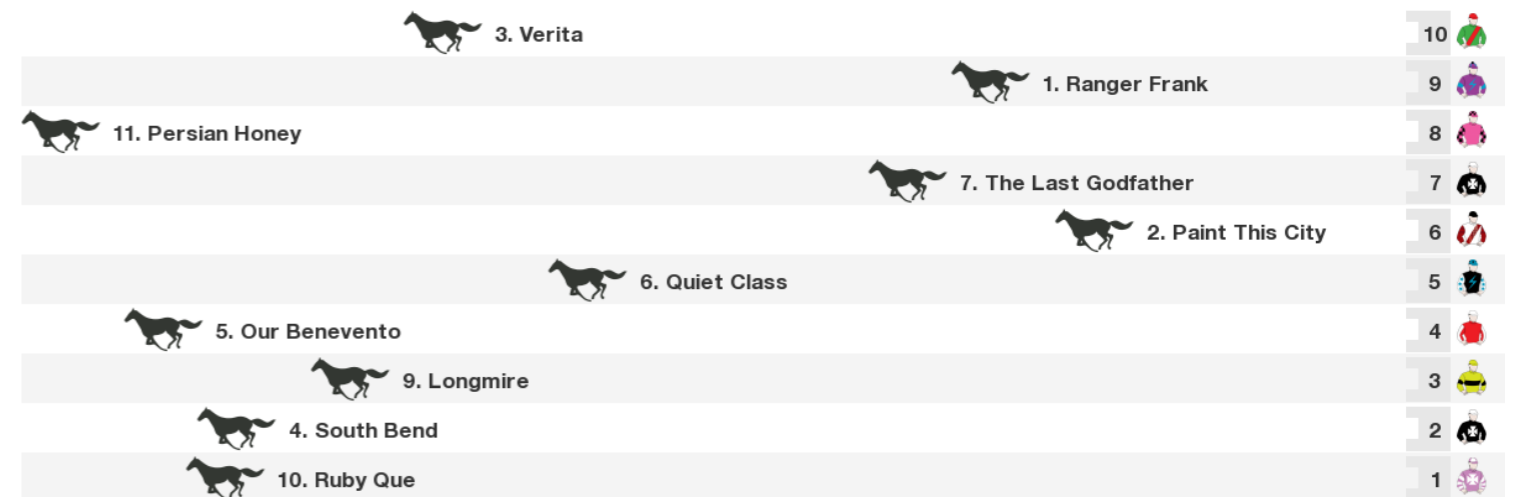 3. Verita 10
1. Ranger Frank 9
11. Persian Honey 8
7. The Last Godfather 7
2. Paint This City 6
6. Quiet Class 5
5. Our Benevento 4
9. Longmire 3
4. South Bend 2
10. Ruby Que 1